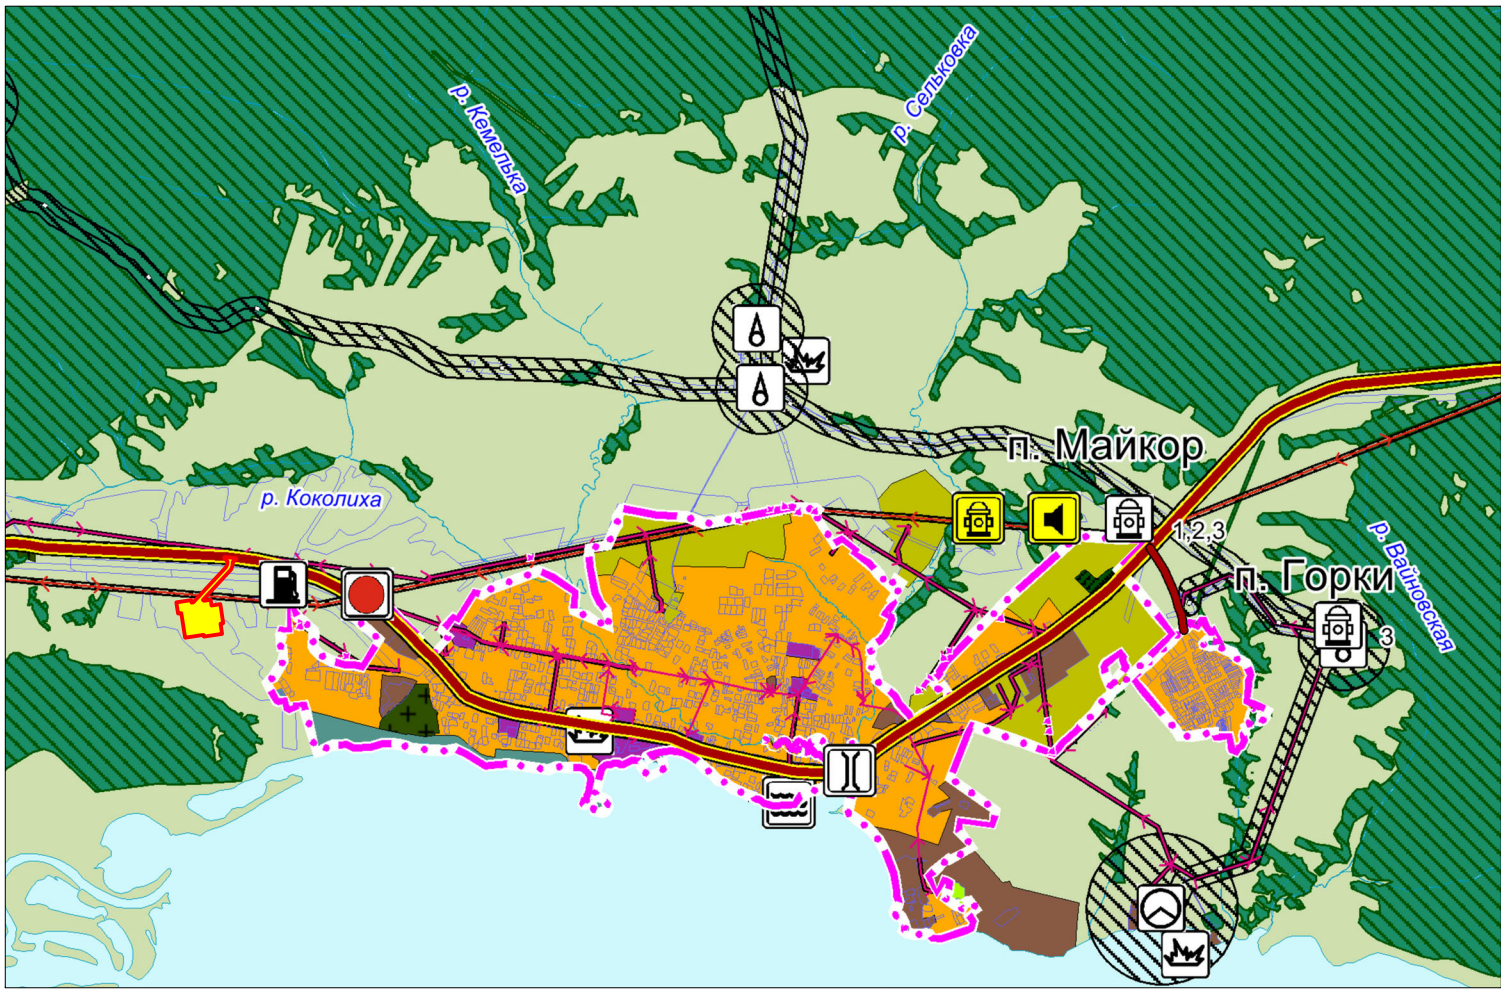 р. Сельковка
р. Кемелька
п. Майкор
р. Коколиха
1,2,3
р. Вайновская
п. Горки
3